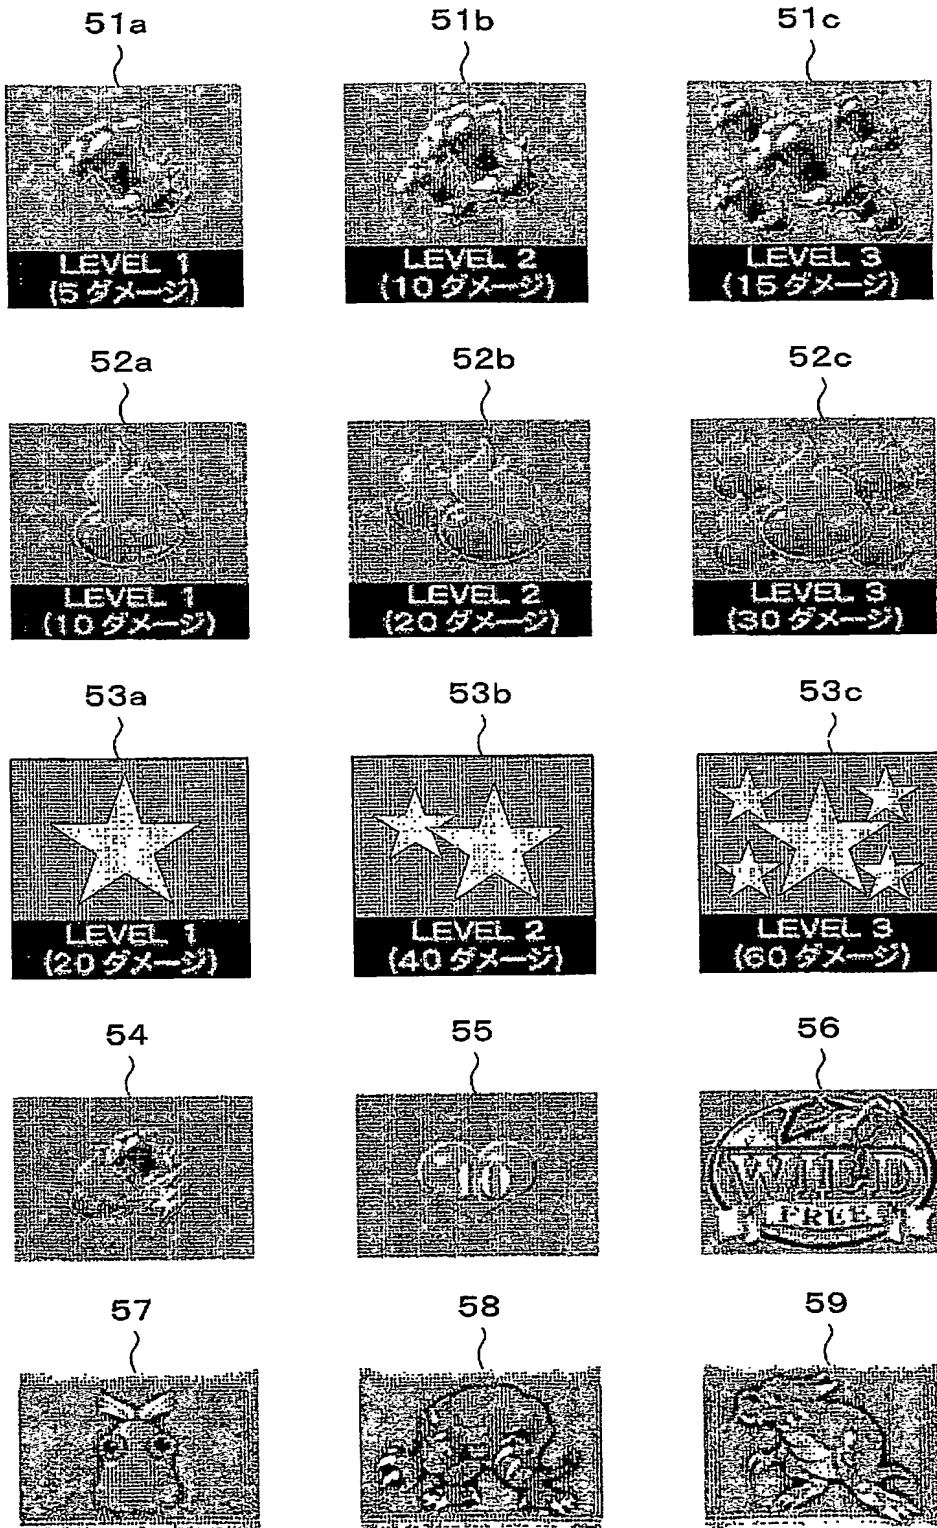 51a 51b 51c
LEVEL 1 LEVEL 2 LEVEL 3
(5 ダメージ) (10 ダメージ) (15 ダメージ)
52a 52b 52c
LEVEL 1 LEVEL 2 LEVEL 3
(10 ダメージ) (20 ダメージ) (30 ダメージ)
53a 53b 53c
LEVEL 1 LEVEL 2 LEVEL 3
(20 ダメージ) (40 ダメージ) (60 ダメージ)
54 55 56
10 WILD
FREE
57 58 59